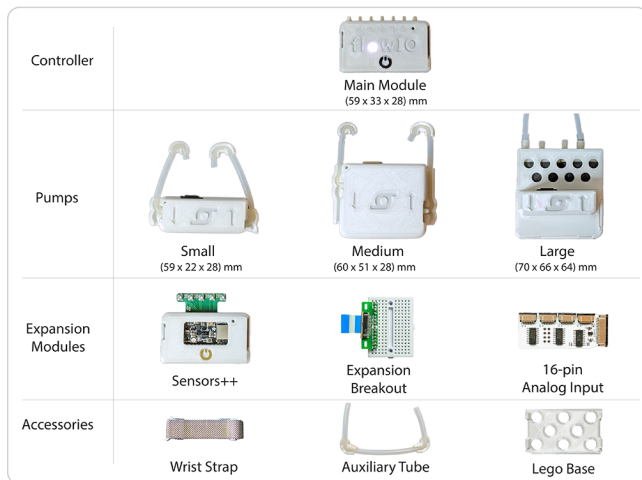 flowIO
Controller
Main Module
(59 x 33 x 28) mm
Pumps
Small
(59 x 22 x 28) mm
Medium
(60 x 51 x 28) mm
Large
(70 x 66 x 64) mm
Expansion
Modules
Sensors++
Expansion
Breakout
16-pin
Analog Input
Accessories
Wrist Strap
Auxiliary Tube
Lego Base